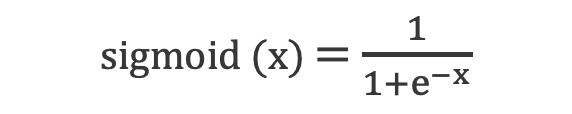 sigmoid (x) = 1
1+e⁻ˣ